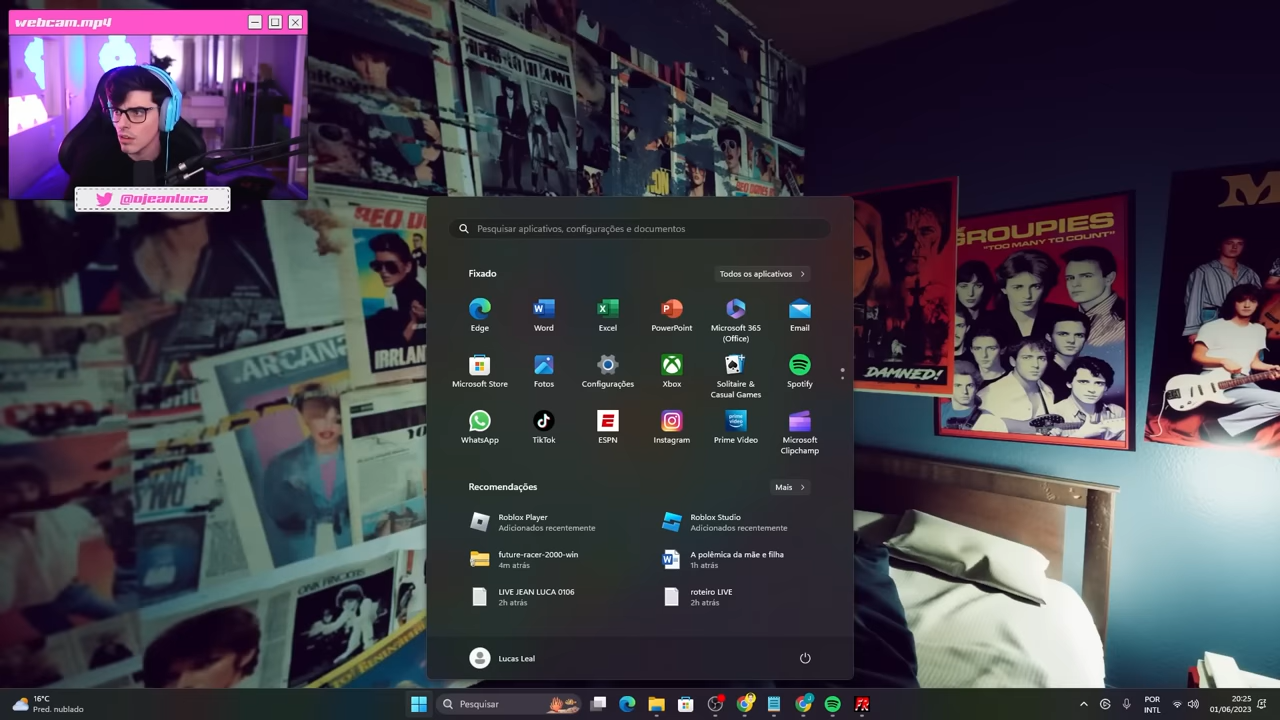 webcam.mp4
@ojeanluca
ARCANA
GROUPIES
"TOO MANY TO COUNT"
DAMNED!
Pesquisar aplicativos, configurações e documentos
Fixado
Todos os aplicativos
Edge
Word
Excel
PowerPoint
Microsoft 365
(Office)
Email
Microsoft Store
Fotos
Configurações
Xbox
Solitaire &
Casual Games
Spotify
WhatsApp
TikTok
ESPN
Instagram
prime video
Prime Video
Microsoft
Clipchamp
Recomendações
Mais
Roblox Player
Adicionados recentemente
Roblox Studio
Adicionados recentemente
future-racer-2000-win
4m atrás
A polêmica da mãe e filha
1h atrás
LIVE JEAN LUCA 0106
2h atrás
roteiro LIVE
2h atrás
Lucas Leal
16°C
Pred. nublado
Pesquisar
POR
INTL
20:25
01/06/2023